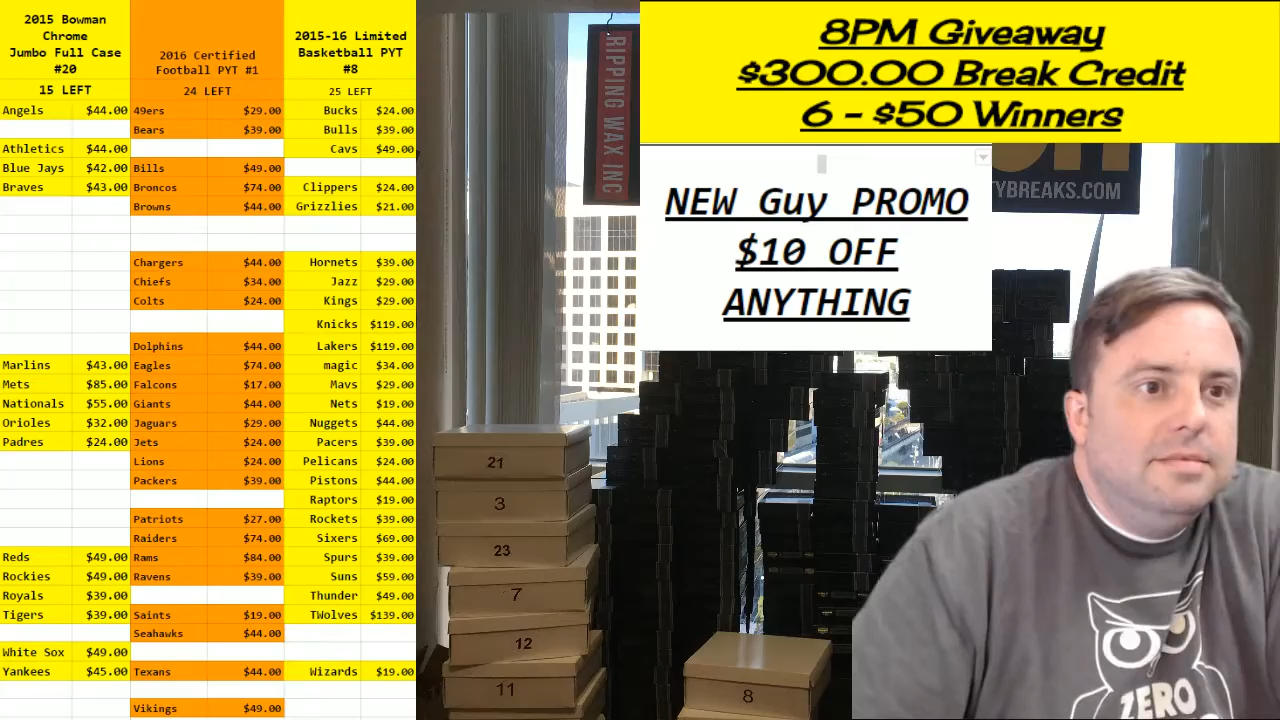 2015 Bowman
Chrome
Jumbo Full Case
#20
15 LEFT
Angels $44.00
Athletics $44.00
Blue Jays $42.00
Braves $43.00
Marlins $43.00
Mets $85.00
Nationals $55.00
Orioles $32.00
Padres $24.00
Reds $49.00
Rockies $49.00
Royals $39.00
Tigers $39.00
White Sox $49.00
Yankees $45.00
2016 Certified
Football PYT #1
24 LEFT
49ers $29.00
Bears $39.00
Bills $49.00
Broncos $74.00
Browns $44.00
Chargers $44.00
Chiefs $34.00
Colts $24.00
Dolphins $44.00
Eagles $74.00
Falcons $17.00
Giants $44.00
Jaguars $29.00
Jets $24.00
Lions $24.00
Packers $39.00
Patriots $27.00
Raiders $74.00
Rams $84.00
Ravens $39.00
Saints $19.00
Seahawks $44.00
Texans $44.00
Vikings $49.00
2015-16 Limited
Basketball PYT
#8
25 LEFT
Bucks $24.00
Bulls $39.00
Cavs $49.00
Clippers $24.00
Grizzlies $21.00
Hornets $39.00
Jazz $29.00
Kings $29.00
Knicks $119.00
Lakers $119.00
magic $34.00
Mavs $29.00
Nets $19.00
Nuggets $44.00
Pacers $39.00
Pelicans $24.00
Pistons $44.00
Raptors $19.00
Rockets $39.00
Sixers $69.00
Spurs $39.00
Suns $59.00
Thunder $49.00
TWolves $139.00
Wizards $19.00
RIPPING WAX INC
8PM Giveaway
$300.00 Break Credit
6 - $50 Winners
NEW Guy PROMO
$10 OFF
ANYTHING
TYBREAKS.COM
21
3
23
7
12
11
8
ZERO